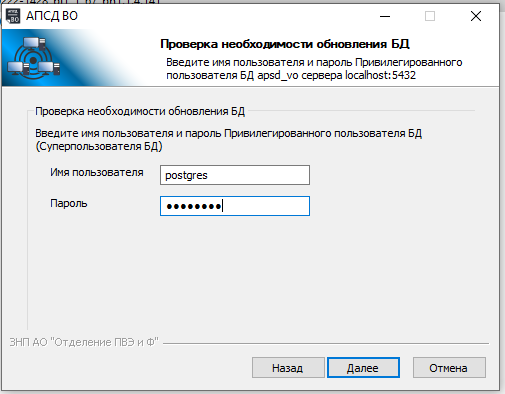 АПСД ВО
Проверка необходимости обновления БД
Введите имя пользователя и пароль Привилегированного
пользователя БД apsd_vo сервера localhost:5432
Проверка необходимости обновления БД
Введите имя пользователя и пароль Привилегированного пользователя БД
(Суперпользователя БД)
Имя пользователя
postgres
Пароль
●●●●●●●●
ЗНП АО "Отделение ПВЭ и Ф"
Назад
Далее
Отмена